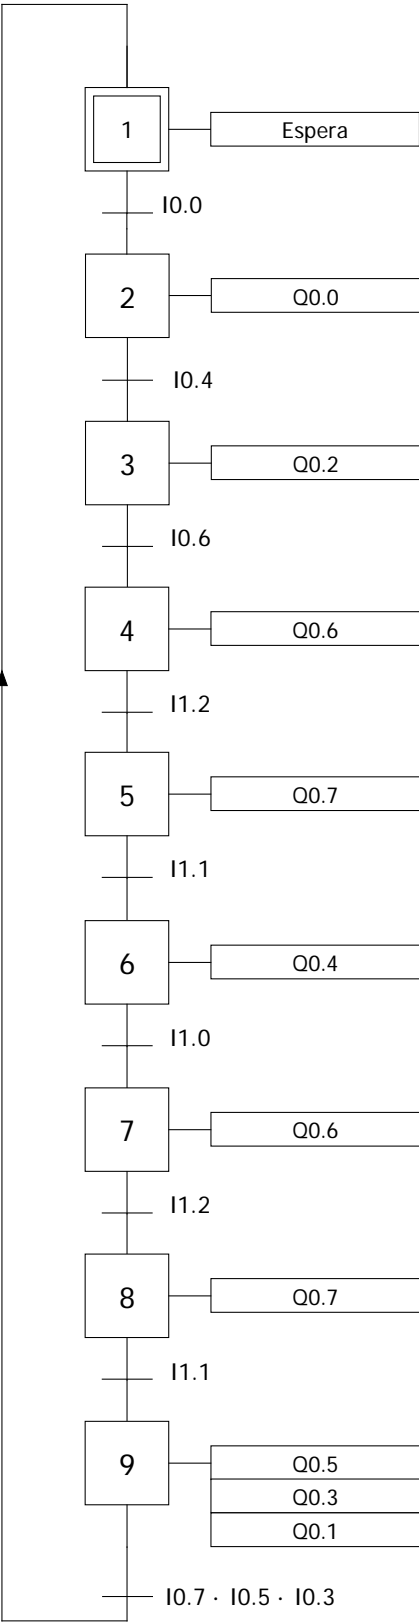 1 Espera
I0.0
2 Q0.0
I0.4
3 Q0.2
I0.6
4 Q0.6
I1.2
5 Q0.7
I1.1
6 Q0.4
I1.0
7 Q0.6
I1.2
8 Q0.7
I1.1
9 Q0.5
Q0.3
Q0.1
I0.7 · I0.5 · I0.3